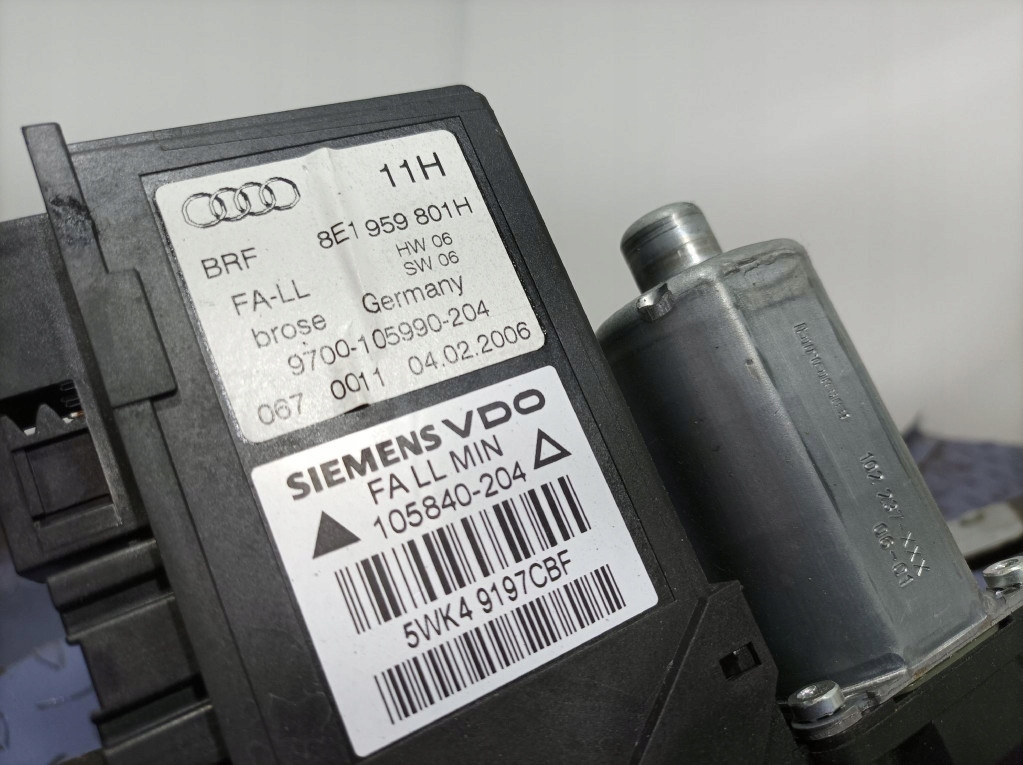 11H
BRF 8E1 959 801H
HW 06
SW 06
FA-LL
brose Germany
9700-105990-204
067 0011 04.02.2006
SIEMENS VDO
FA LL MIN
105840-204
5WK4 9197CBF